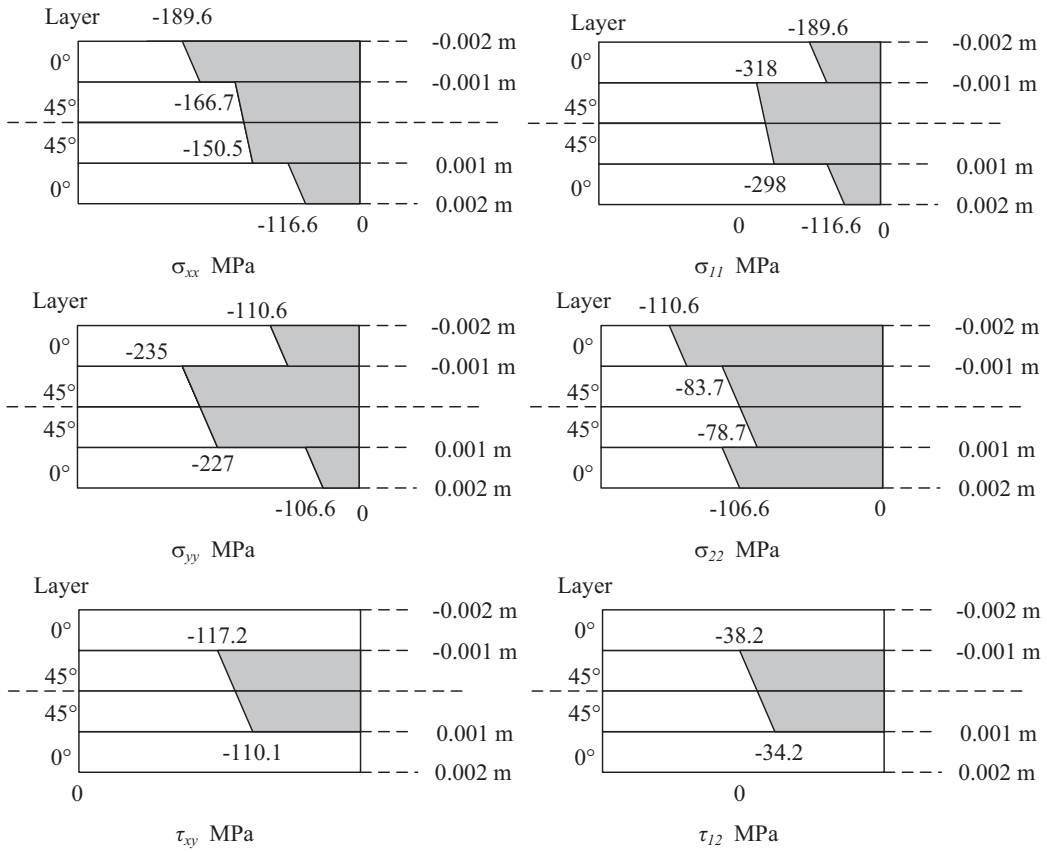 Layer
-189.6
0°
-0.002 m
-0.001 m
45°
-166.7
45°
-150.5
0.001 m
0°
0.002 m
-116.6
0
σxx MPa
Layer
-189.6
0°
-0.002 m
-318
-0.001 m
45°
45°
0.001 m
0°
-298
0.002 m
0
-116.6
0
σ11 MPa
Layer
-110.6
0°
-0.002 m
-235
-0.001 m
45°
45°
0.001 m
0°
-227
0.002 m
-106.6
0
σyy MPa
Layer
-110.6
0°
-0.002 m
-0.001 m
45°
-83.7
45°
-78.7
0.001 m
0°
0.002 m
-106.6
0
σ22 MPa
Layer
-0.002 m
0°
-117.2
-0.001 m
45°
45°
0.001 m
0°
-110.1
0.002 m
0
τxy MPa
Layer
-0.002 m
0°
-38.2
-0.001 m
45°
45°
0.001 m
0°
-34.2
0.002 m
0
τ12 MPa